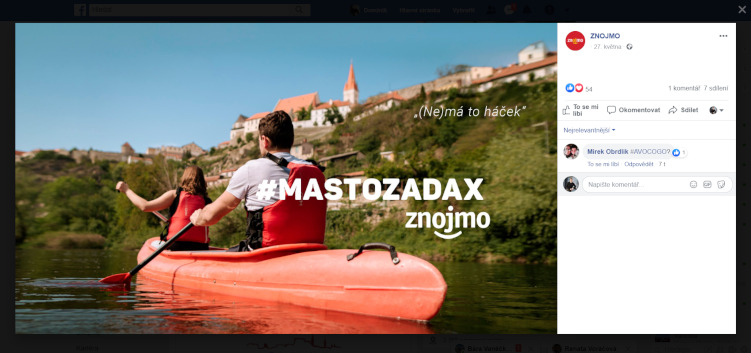 ZNOJMO
27. května
54
1 komentář 7 sdílení
To se mi líbí
Okomentovat
Sdílet
Nejrelevantnější
Mirek Obrdlík #AVOCOGO?
1
To se mi líbí · Odpovědět · 7 t
Napište komentář...
„(Ne)má to háček"
#MASTOZADAX
znojmo